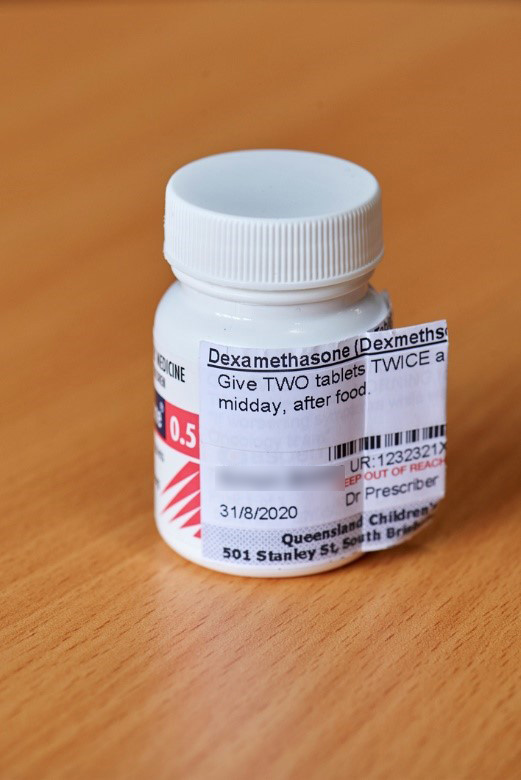 MEDICINE
0.5
Dexamethasone (Dexmeths
Give TWO tablets TWICE a
midday, after food.
UR:1232321X
EEP OUT OF REACH
Dr Prescriber
31/8/2020
Queensland Children's
501 Stanley St, South Brisb